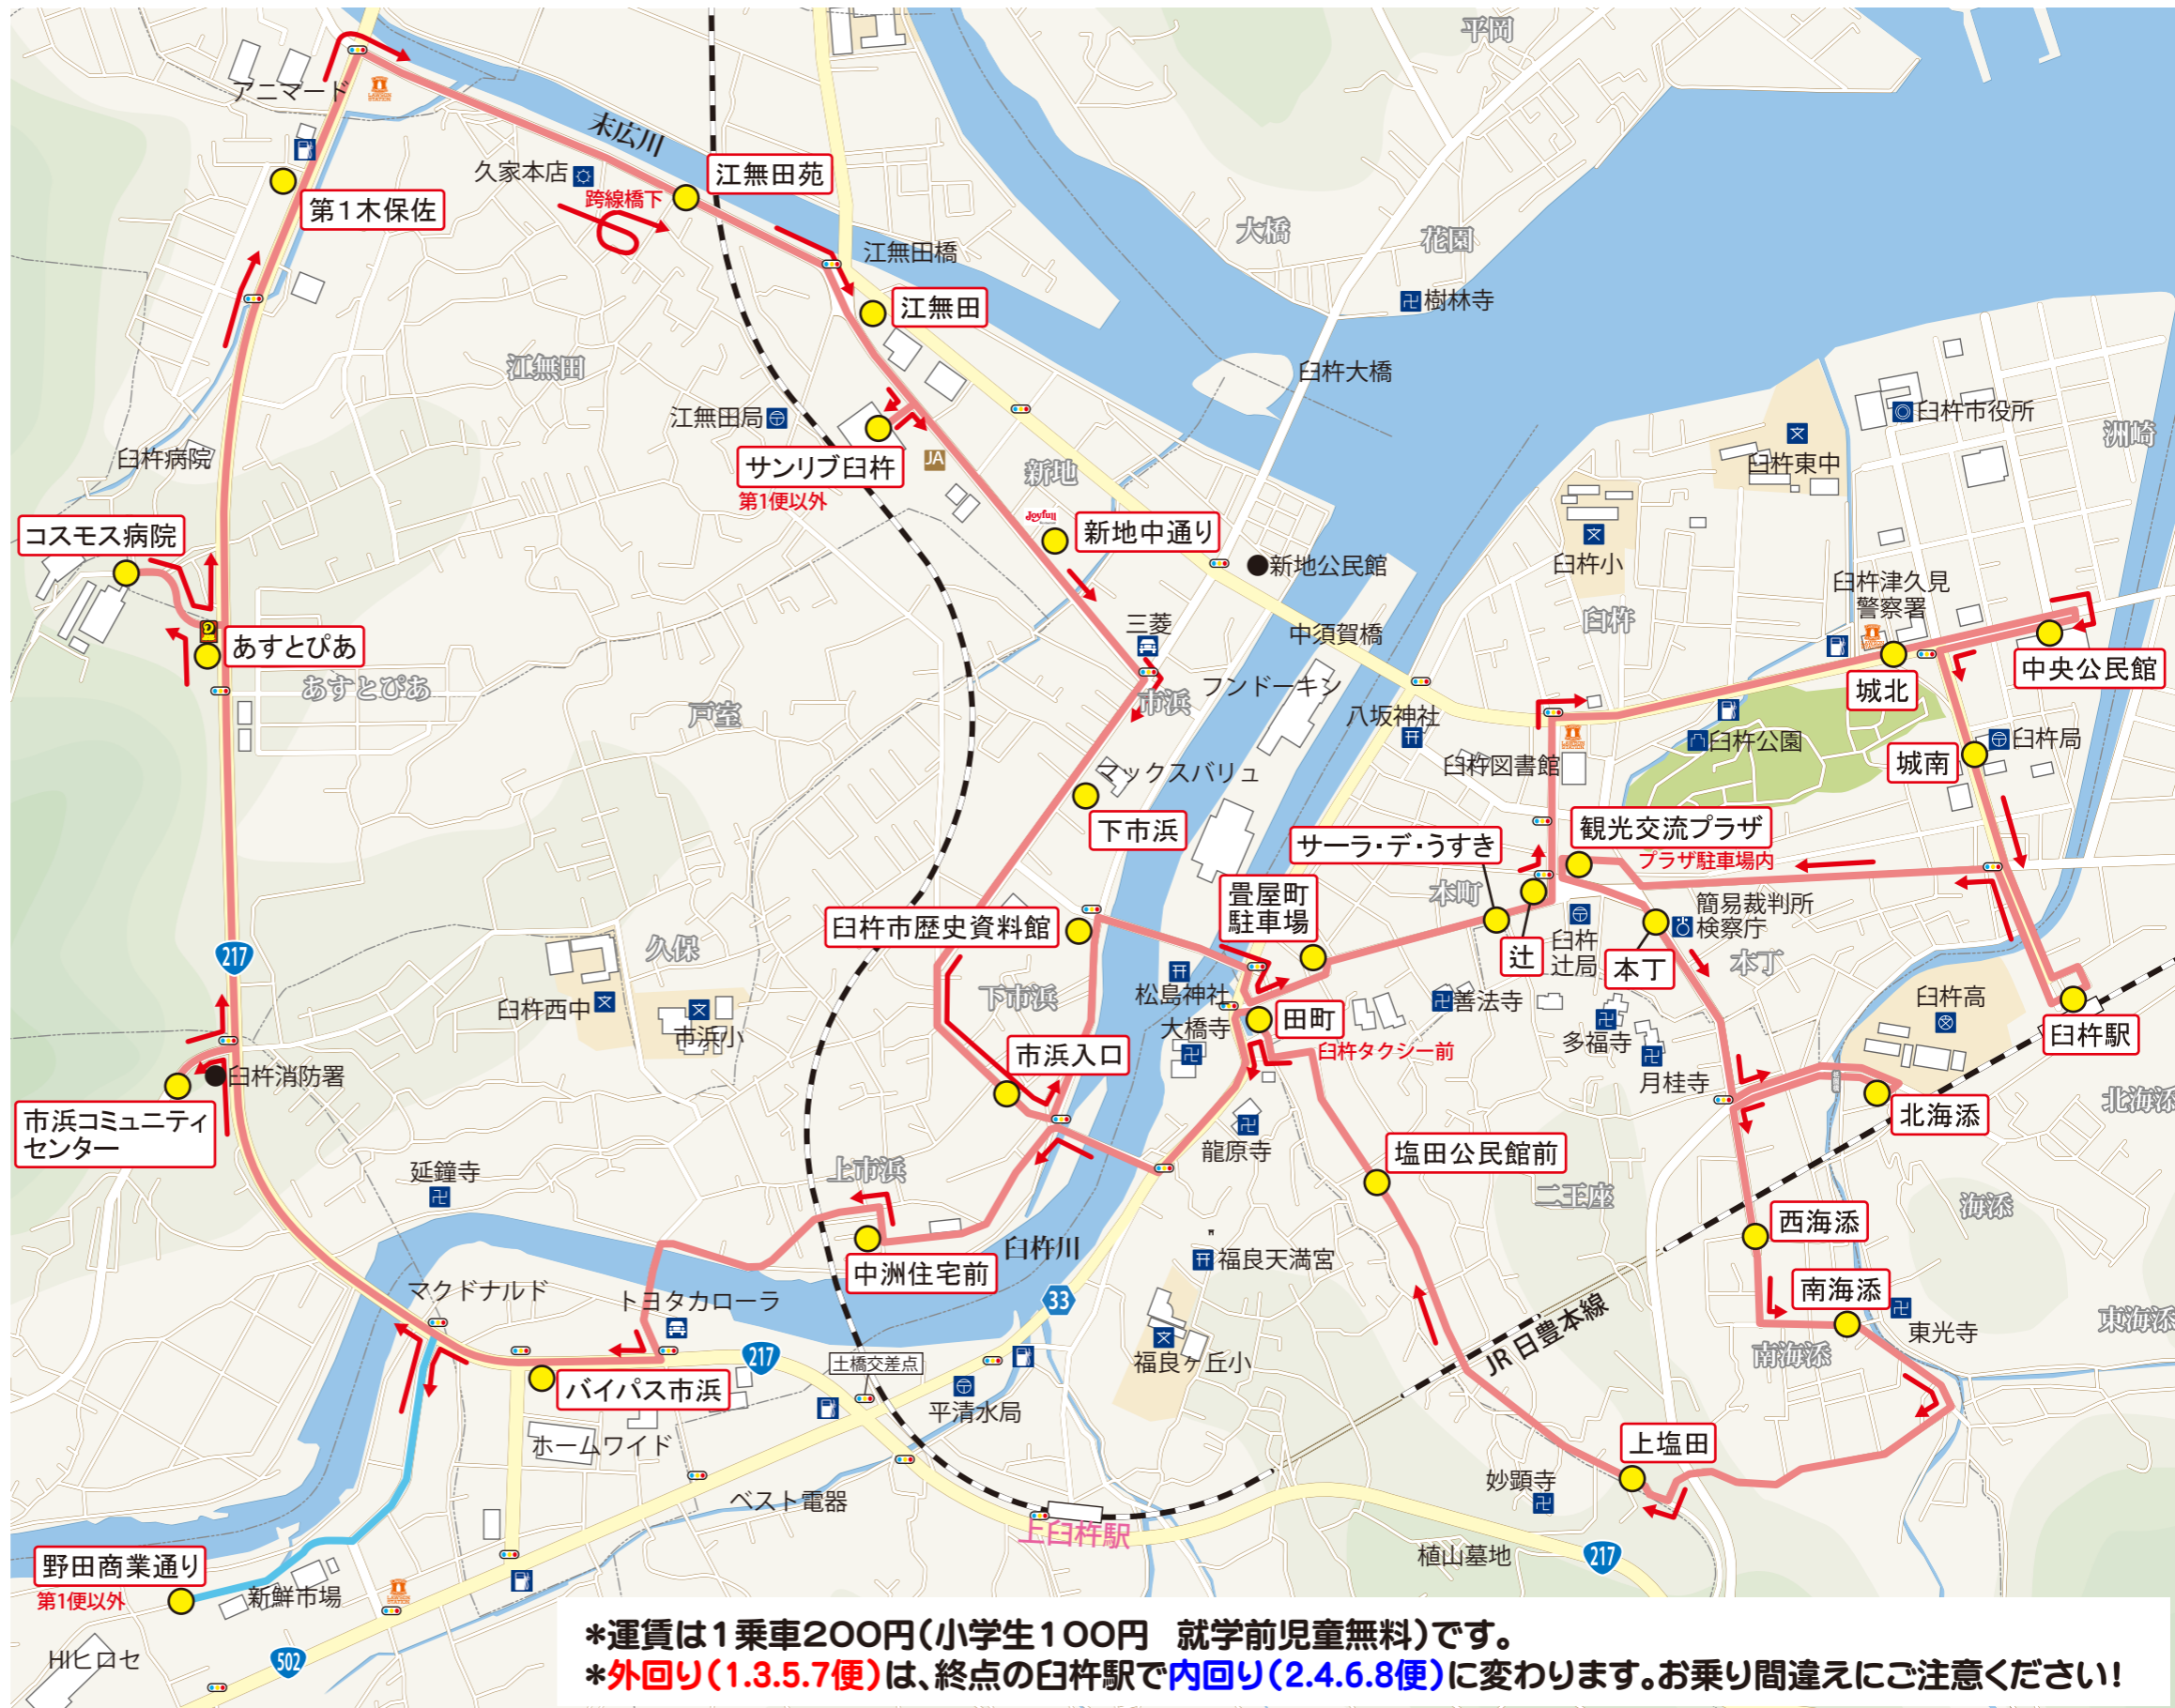 平岡
アニマード
末広川
久家本店
跨線橋下
江無田苑
第1木保佐
江無田橋
大橋
花園
樹林寺
江無田
江無田
臼杵大橋
江無田局
臼杵市役所
洲崎
臼杵病院
サンリブ臼杵
第1便以外
JA
新地
臼杵東中
コスモス病院
Joyfull
新地中通り
新地公民館
臼杵小
臼杵津久見
警察署
あすとぴあ
あすとぴあ
三菱
中須賀橋
臼杵
戸室
市浜
フンドーキン
八坂神社
城北
中央公民館
臼杵図書館
臼杵公園
臼杵局
城南
マックスバリュ
下市浜
サーラ・デ・うすき
観光交流プラザ
プラザ駐車場内
畳屋町
駐車場
本町
臼杵市歴史資料館
辻
臼杵
辻局
本丁
簡易裁判所
検察庁
本丁
217
久保
臼杵西中
市浜小
下市浜
松島神社
大橋寺
田町
臼杵タクシー前
善法寺
多福寺
月桂寺
臼杵高
臼杵駅
臼杵消防署
市浜コミュニティ
センター
市浜入口
北海添
北海添
延鐘寺
上市浜
龍原寺
塩田公民館前
二王座
西海添
海添
臼杵川
中洲住宅前
福良天満宮
マクドナルド
トヨタカローラ
33
JR 日豊本線
南海添
東光寺
東海添
南海添
217
土橋交差点
福良ヶ丘小
バイパス市浜
平清水局
ホームワイド
上塩田
妙顕寺
ベスト電器
上臼杵駅
植山墓地
217
野田商業通り
第1便以外
新鮮市場
HIヒロセ
502
*運賃は1乗車200円(小学生100円 就学前児童無料)です。
*外回り(1.3.5.7便)は、終点の臼杵駅で内回り(2.4.6.8便)に変わります。お乗り間違えにご注意ください!